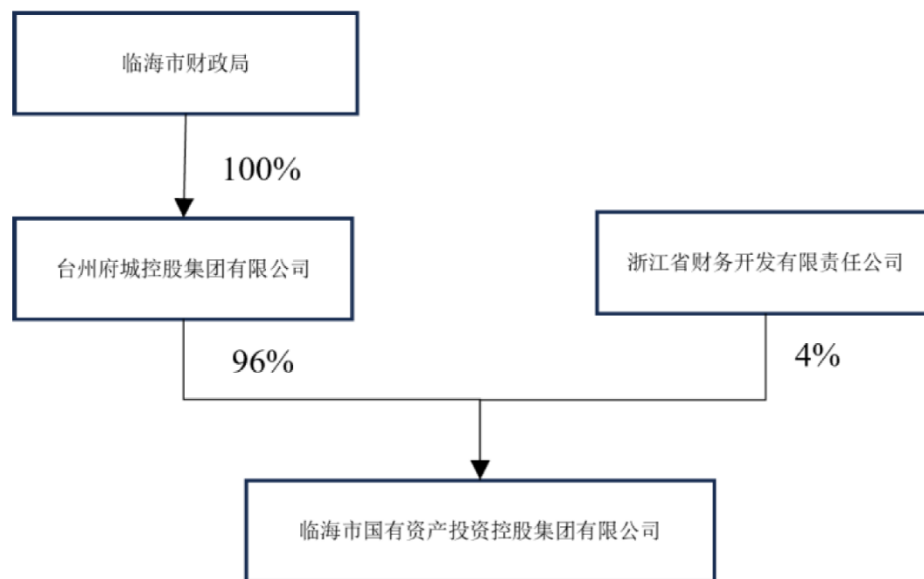 临海市财政局
100%
台州府城控股集团有限公司
浙江省财务开发有限责任公司
96%
4%
临海市国有资产投资控股集团有限公司